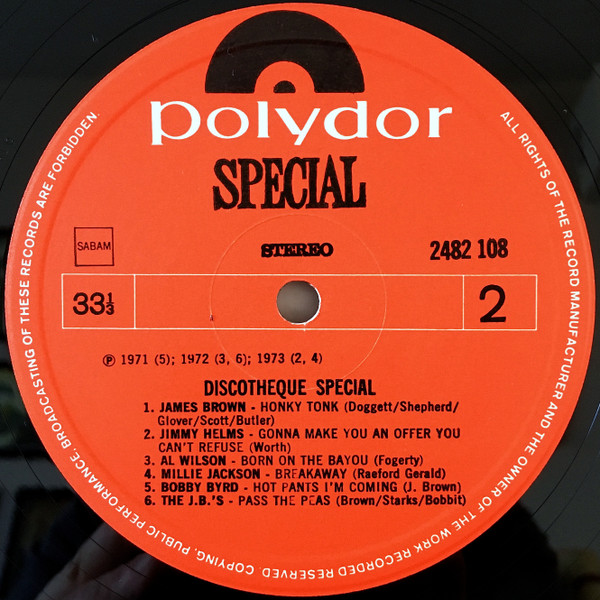 polydor
SPECIAL
SABAM
STEREO
2482 108
33⅓
2
℗ 1971 (5); 1972 (3, 6); 1973 (2, 4)
DISCOTHEQUE SPECIAL
1. JAMES BROWN - HONKY TONK (Doggett/Shepherd/
Glover/Scott/Butler)
2. JIMMY HELMS - GONNA MAKE YOU AN OFFER YOU
CAN'T REFUSE (Worth)
3. AL WILSON - BORN ON THE BAYOU (Fogerty)
4. MILLIE JACKSON - BREAKAWAY (Raeford Gerald)
5. BOBBY BYRD - HOT PANTS I'M COMING (J. Brown)
6. THE J.B.'S - PASS THE PEAS (Brown/Starks/Bobbit)
ALL RIGHTS OF THE RECORD MANUFACTURER AND THE OWNER OF THE WORK RECORDED RESERVED. COPYING, PUBLIC PERFORMANCE, BROADCASTING OF THESE RECORDS ARE FORBIDDEN.